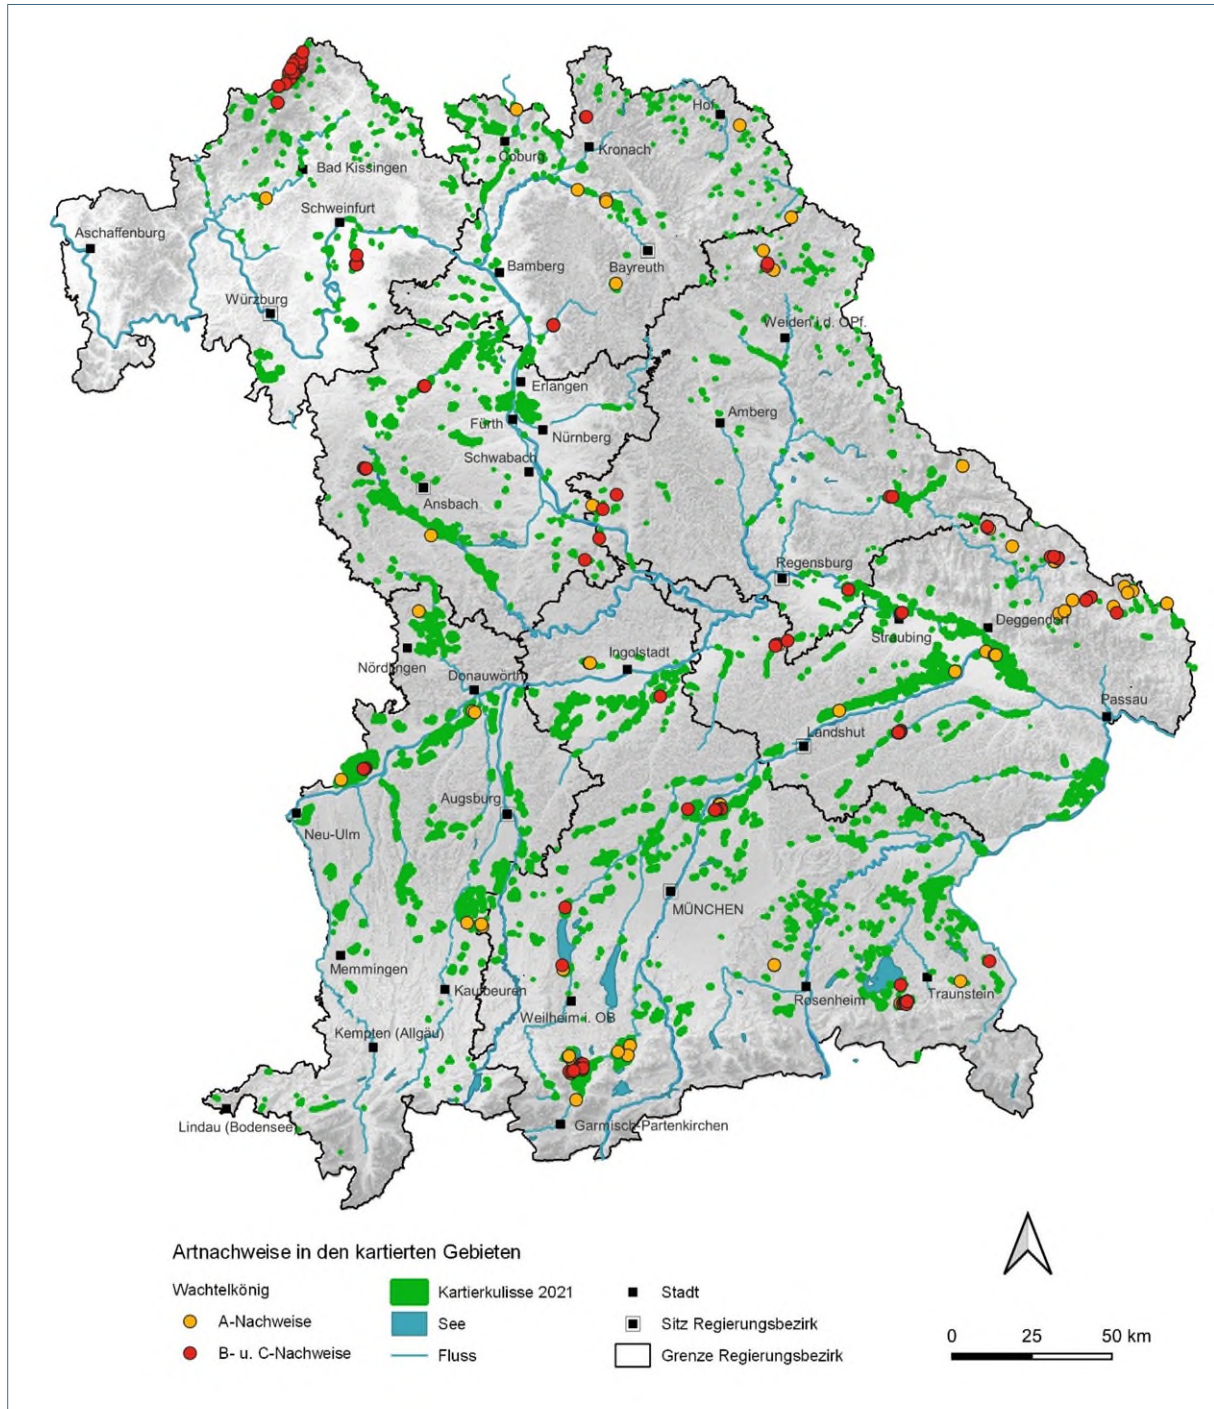 Hof
Coburg
Kronach
Bad Kissingen
Schweinfurt
Aschaffenburg
Bamberg
Bayreuth
Würzburg
Weiden i.d. OPf.
Erlangen
Amberg
Fürth
Nürnberg
Schwabach
Ansbach
Regensburg
Deggendorf
Straubing
Ingolstadt
Nördlingen
Donauwörth
Passau
Landshut
Augsburg
Neu-Ulm
MÜNCHEN
Memmingen
Kaufbeuren
Rosenheim
Traunstein
Weilheim i. OB
Kempten (Allgäu)
Lindau (Bodensee)
Garmisch-Partenkirchen
Artnachweise in den kartierten Gebieten
Wachtelkönig
A-Nachweise
B- u. C-Nachweise
Kartierkulisse 2021
See
Fluss
Stadt
Sitz Regierungsbezirk
Grenze Regierungsbezirk
0 25 50 km